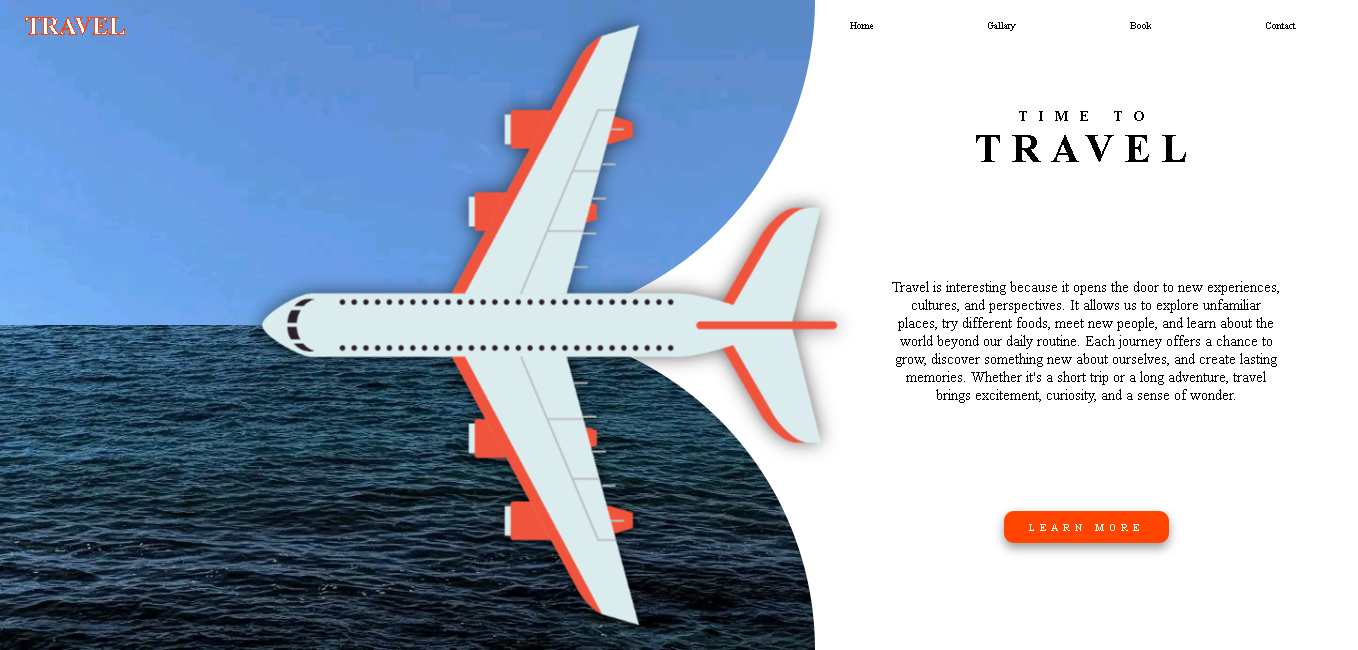 TRAVEL
Home
Gallary
Book
Contact
TIME TO
TRAVEL
Travel is interesting because it opens the door to new experiences,
cultures, and perspectives. It allows us to explore unfamiliar
places, try different foods, meet new people, and learn about the
world beyond our daily routine. Each journey offers a chance to
grow, discover something new about ourselves, and create lasting
memories. Whether it's a short trip or a long adventure, travel
brings excitement, curiosity, and a sense of wonder.
LEARN MORE